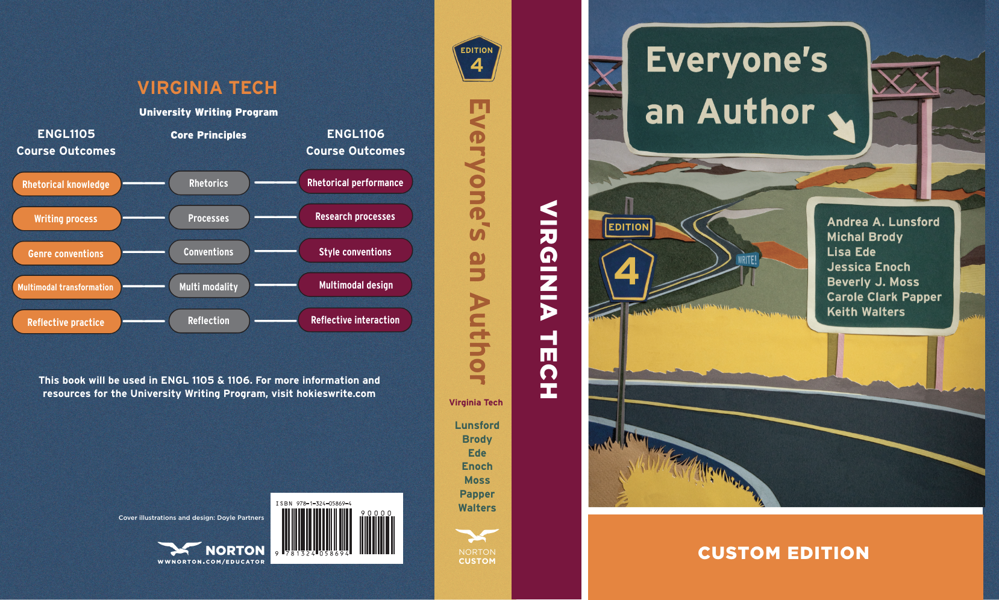 VIRGINIA TECH
University Writing Program
ENGL1105
Course Outcomes
Core Principles
ENGL1106
Course Outcomes
Rhetorical knowledge
Rhetorics
Rhetorical performance
Writing process
Processes
Research processes
Genre conventions
Conventions
Style conventions
Multimodal transformation
Multi modality
Multimodal design
Reflective practice
Reflection
Reflective interaction
This book will be used in ENGL 1105 & 1106. For more information and
resources for the University Writing Program, visit hokieswrite.com
Cover illustrations and design: Doyle Partners
NORTON
WWNORTON.COM/EDUCATOR
ISBN 978-1-324-05869-4
90000
9 781324 058694
EDITION
4
Everyone's an Author
Virginia Tech
Lunsford
Brody
Ede
Enoch
Moss
Papper
Walters
NORTON
CUSTOM
VIRGINIA TECH
Everyone's
an Author
EDITION
4
WRITE!
Andrea A. Lunsford
Michal Brody
Lisa Ede
Jessica Enoch
Beverly J. Moss
Carole Clark Papper
Keith Walters
CUSTOM EDITION